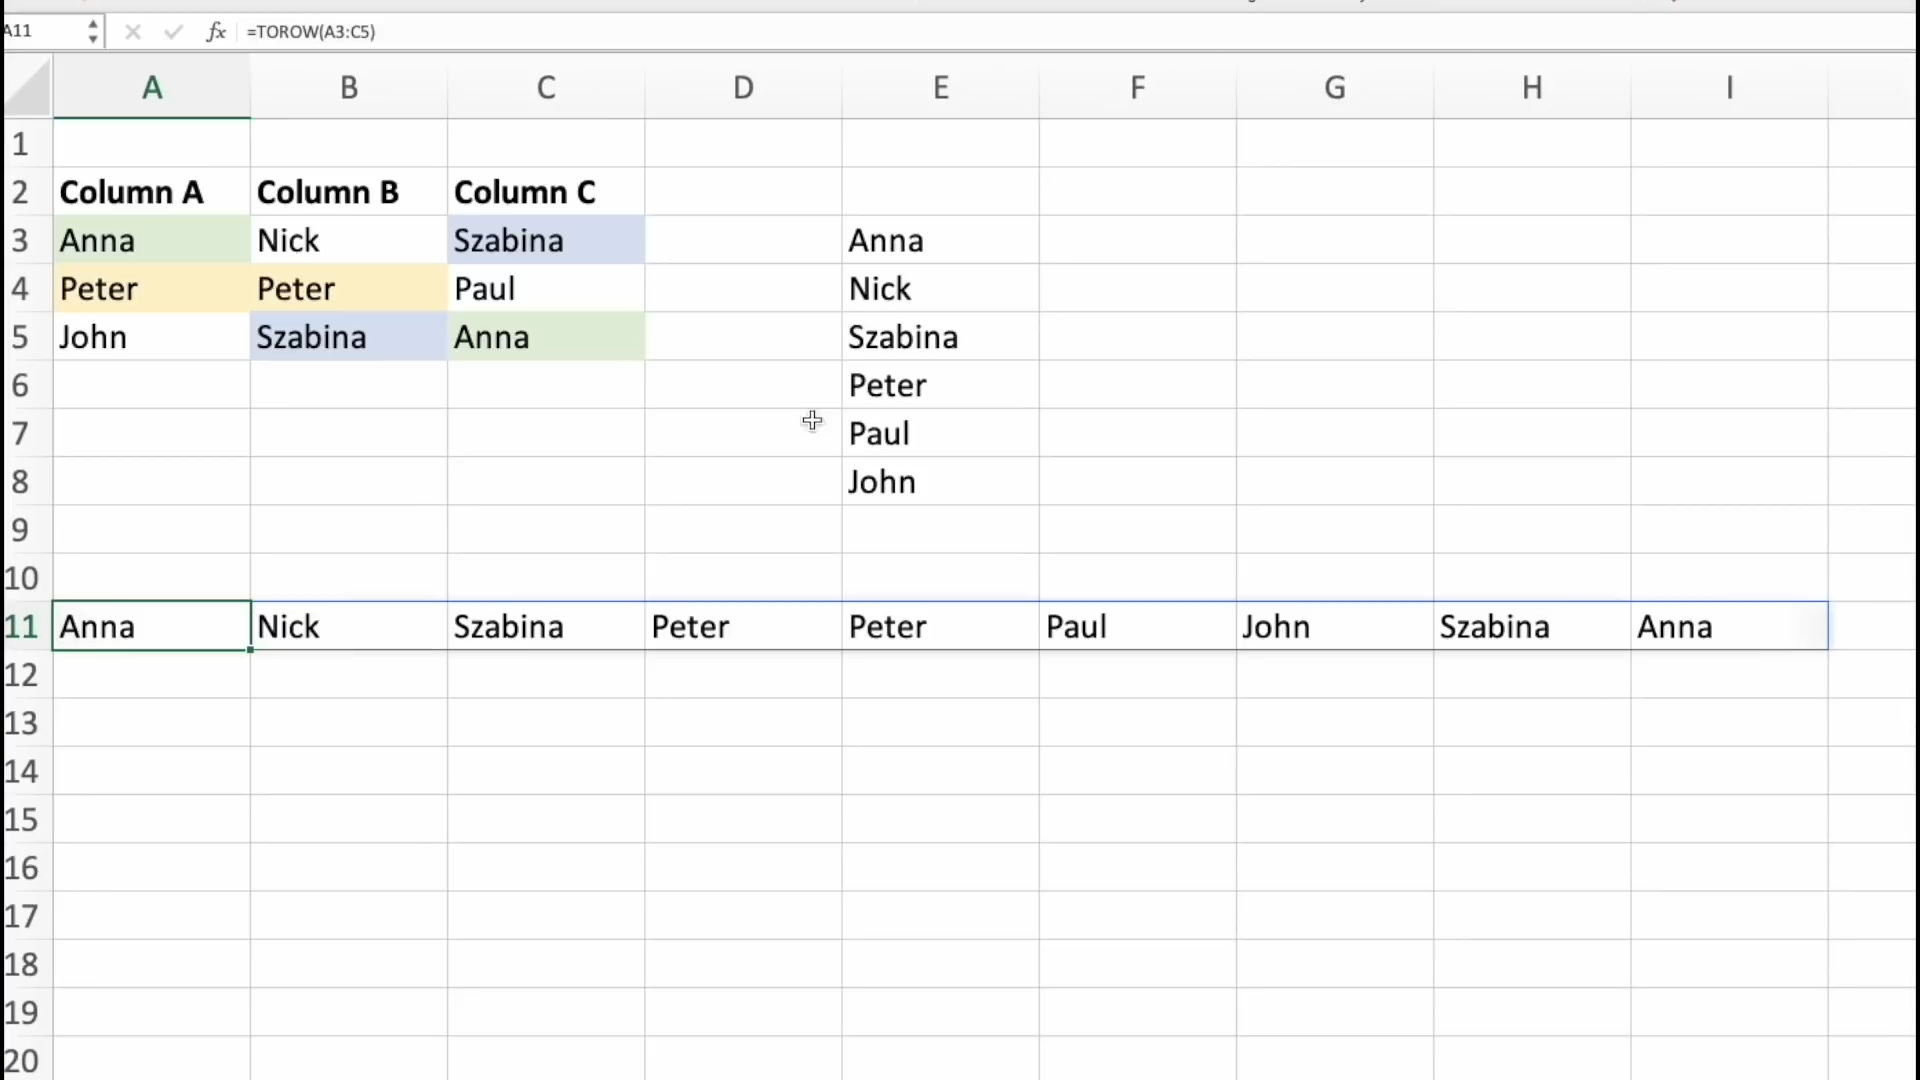 A11 fx =TOROW(A3:C5)
A B C D E F G H I
1
2 Column A Column B Column C
3 Anna Nick Szabina Anna
4 Peter Peter Paul Nick
5 John Szabina Anna Szabina
6 Peter
7 Paul
8 John
9
10
11 Anna Nick Szabina Peter Peter Paul John Szabina Anna
12
13
14
15
16
17
18
19
20